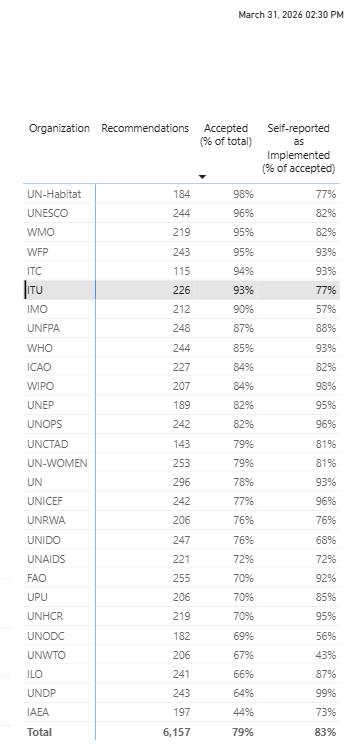 March 31, 2026 02:30 PM
Organization Recommendations Accepted (% of total) Self-reported as Implemented (% of accepted)
UN-Habitat 184 98% 77%
UNESCO 244 96% 82%
WMO 219 95% 82%
WFP 243 95% 93%
ITC 115 94% 93%
ITU 226 93% 77%
IMO 212 90% 57%
UNFPA 248 87% 88%
WHO 244 85% 93%
ICAO 227 84% 82%
WIPO 207 84% 98%
UNEP 189 82% 95%
UNOPS 242 82% 96%
UNCTAD 143 79% 81%
UN-WOMEN 253 79% 81%
UN 296 78% 93%
UNICEF 242 77% 96%
UNRWA 206 76% 76%
UNIDO 247 76% 68%
UNAIDS 221 72% 72%
FAO 255 70% 92%
UPU 206 70% 85%
UNHCR 219 70% 95%
UNODC 182 69% 56%
UNWTO 206 67% 43%
ILO 241 66% 87%
UNDP 243 64% 99%
IAEA 197 44% 73%
Total 6,157 79% 83%